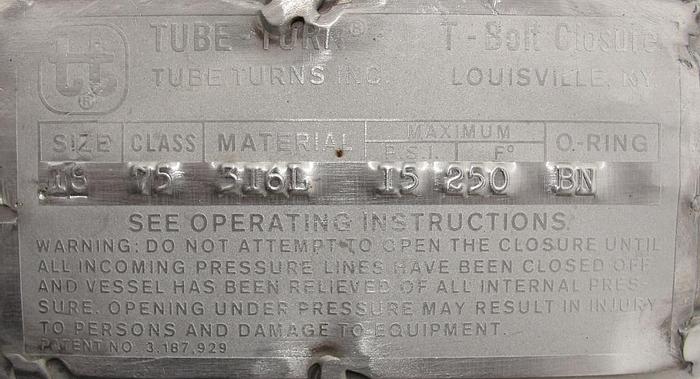 tt
®
TUBE-TURN® T-Bolt Closure
TUBE TURNS INC. LOUISVILLE, KY.
SIZE CLASS MATERIAL MAXIMUM O-RING
P.S.I. F°
18 75 316L 15 250 BN
SEE OPERATING INSTRUCTIONS.
WARNING: DO NOT ATTEMPT TO OPEN THE CLOSURE UNTIL
ALL INCOMING PRESSURE LINES HAVE BEEN CLOSED OFF
AND VESSEL HAS BEEN RELIEVED OF ALL INTERNAL PRES-
SURE. OPENING UNDER PRESSURE MAY RESULT IN INJURY
TO PERSONS AND DAMAGE TO EQUIPMENT.
PATENT NO 3,187,929